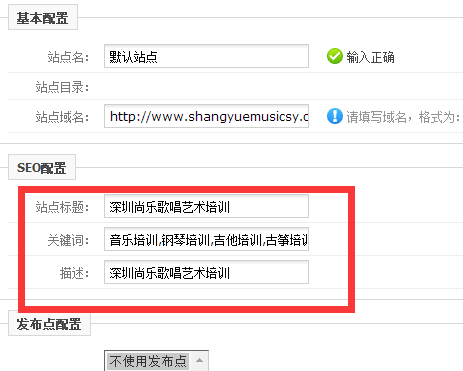 基本配置
站点名： 默认站点 输入正确
站点目录：
站点域名： http://www.shangyuemusicsy.c 请填写域名，格式为：
SEO配置
站点标题： 深圳尚乐歌唱艺术培训
关键词： 音乐培训,钢琴培训,吉他培训,古筝培训
描述： 深圳尚乐歌唱艺术培训
发布点配置
不使用发布点